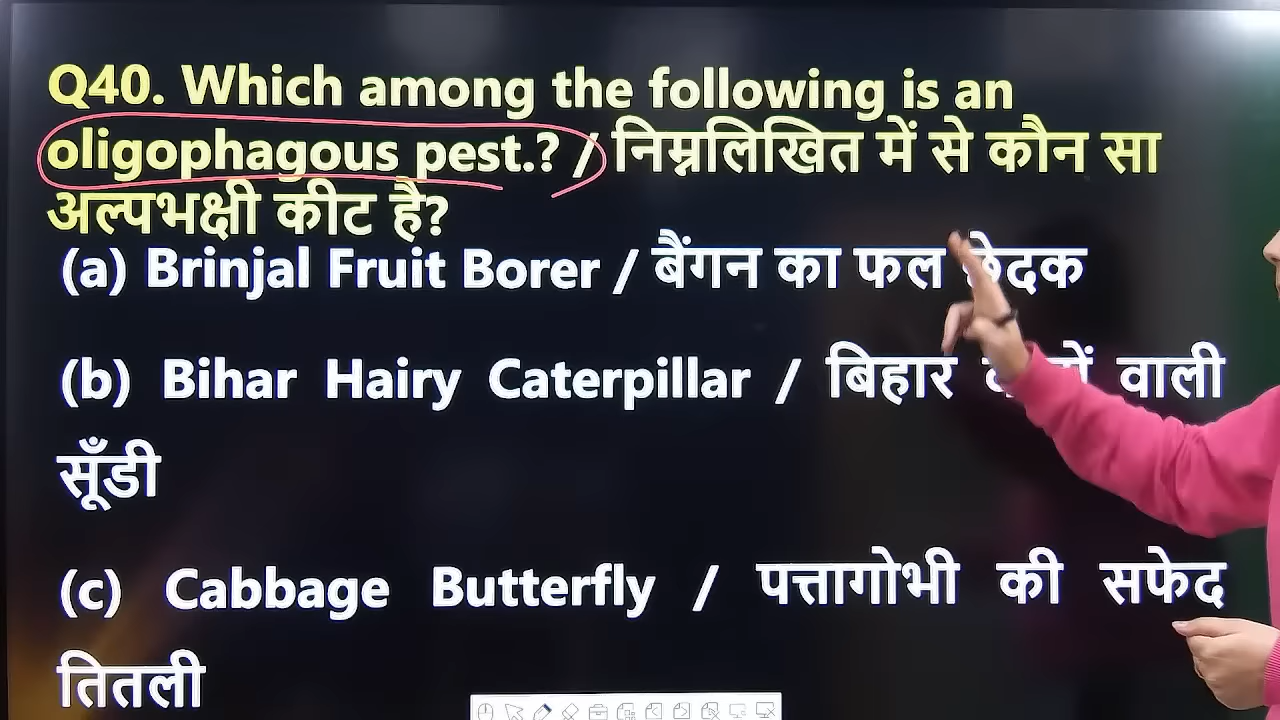 Q40. Which among the following is an
oligophagous pest.? / निम्नलिखित में से कौन सा
अल्पभक्षी कीट है?
(a) Brinjal Fruit Borer / बैंगन का फल छेदक
(b) Bihar Hairy Caterpillar / बिहार वाली
सूँडी
(c) Cabbage Butterfly / पत्तागोभी की सफेद
तितली